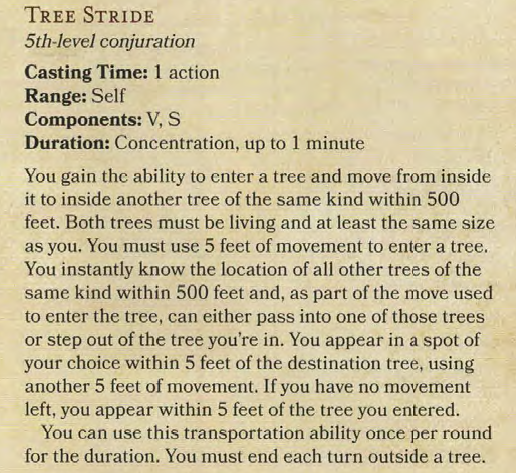 TREE STRIDE
5th-level conjuration
Casting Time: 1 action
Range: Self
Components: V, S
Duration: Concentration, up to 1 minute
You gain the ability to enter a tree and move from inside
it to inside another tree of the same kind within 500
feet. Both trees must be living and at least the same size
as you. You must use 5 feet of movement to enter a tree.
You instantly know the location of all other trees of the
same kind within 500 feet and, as part of the move used
to enter the tree, can either pass into one of those trees
or step out of the tree you're in. You appear in a spot of
your choice within 5 feet of the destination tree, using
another 5 feet of movement. If you have no movement
left, you appear within 5 feet of the tree you entered.
You can use this transportation ability once per round
for the duration. You must end each turn outside a tree.